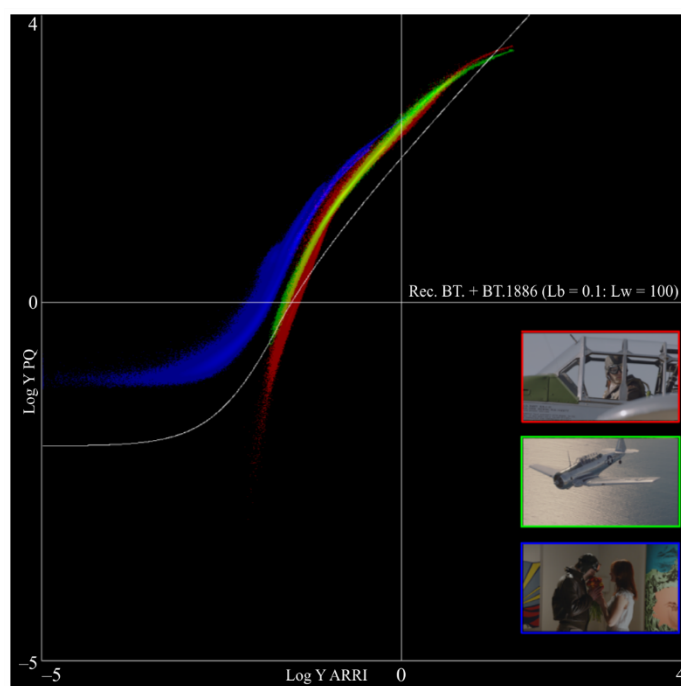 4
0
Rec. BT. + BT.1886 (Lb = 0.1: Lw = 100)
Log Y PQ
−5
−5
Log Y ARRI
0
4